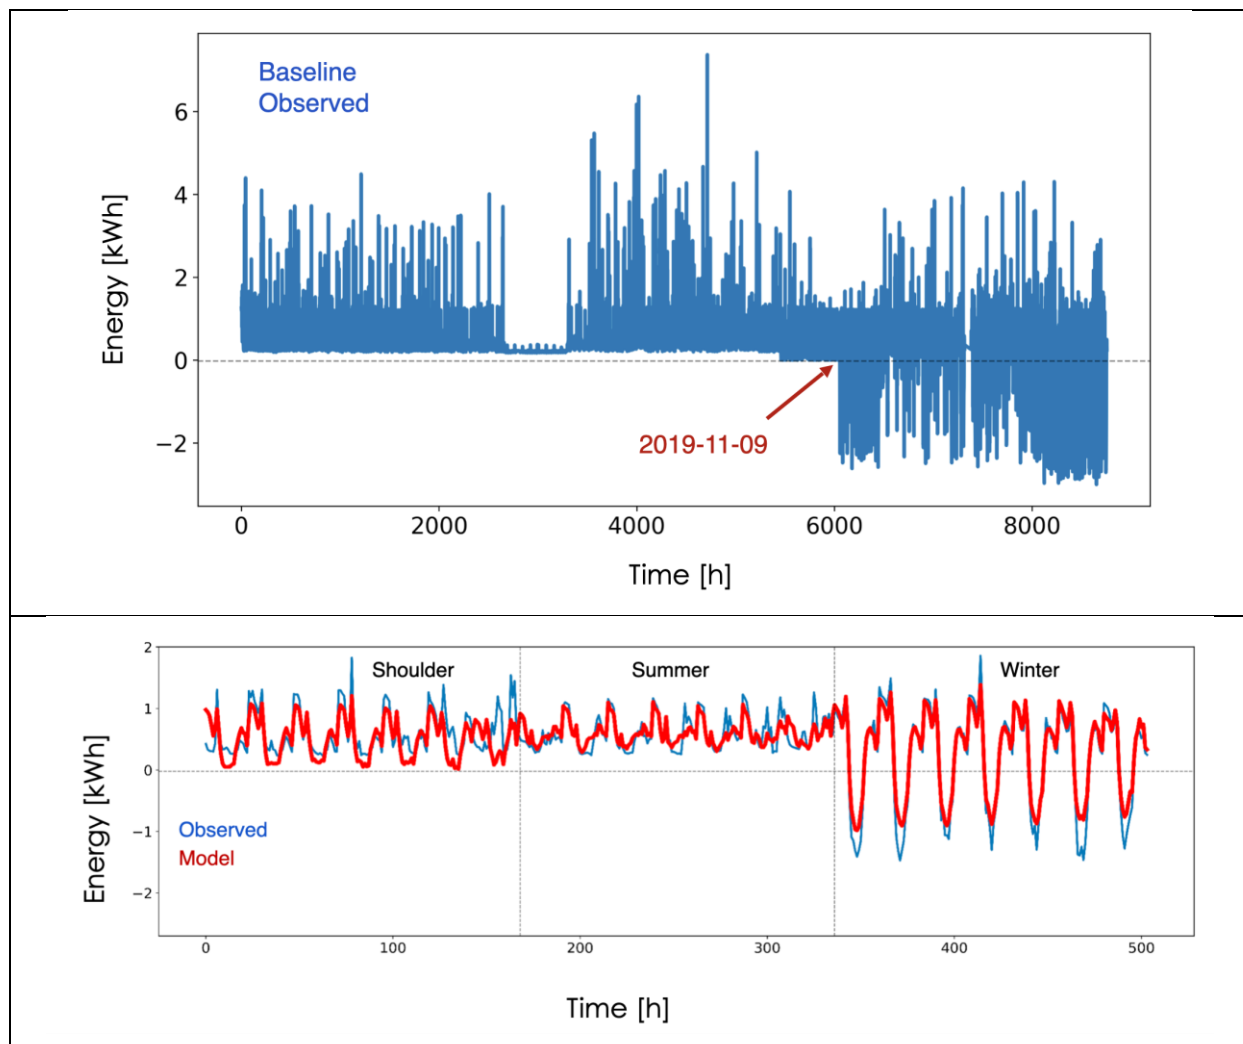 Baseline
Observed
6
4
2
0
−2
Energy [kWh]
2019-11-09
0
2000
4000
6000
8000
Time [h]
2
1
0
−1
−2
Energy [kWh]
Shoulder
Summer
Winter
Observed
Model
0
100
200
300
400
500
Time [h]